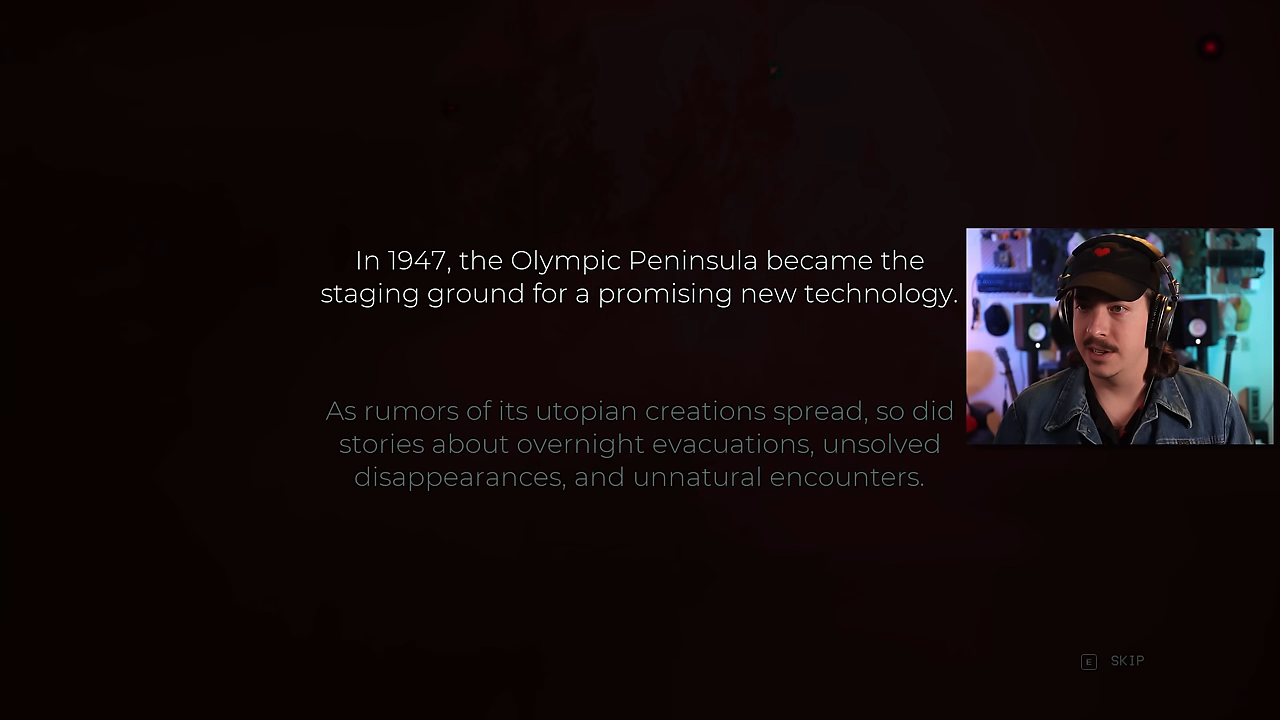 In 1947, the Olympic Peninsula became the
staging ground for a promising new technology.
As rumors of its utopian creations spread, so did
stories about overnight evacuations, unsolved
disappearances, and unnatural encounters.
E SKIP